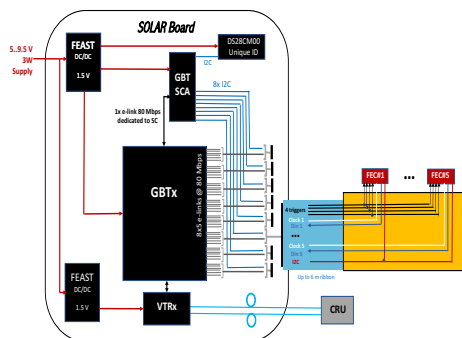 SOLAR Board
5..9.5 V
3W
Supply
FEAST
DC/DC
1.5 V
DS28CM00
Unique ID
I2C
GBT
SCA
8x I2C
1x e-link 80 Mbps
dedicated to SC
GBTx
8x5 e-links @ 80 Mbps
FEC#1
...
FEC#5
4 triggers
Clock 1
Din 1
...
Clock 5
Din 5
I2C
Up to 6 m ribbon
FEAST
DC/DC
1.5 V
VTRx
CRU